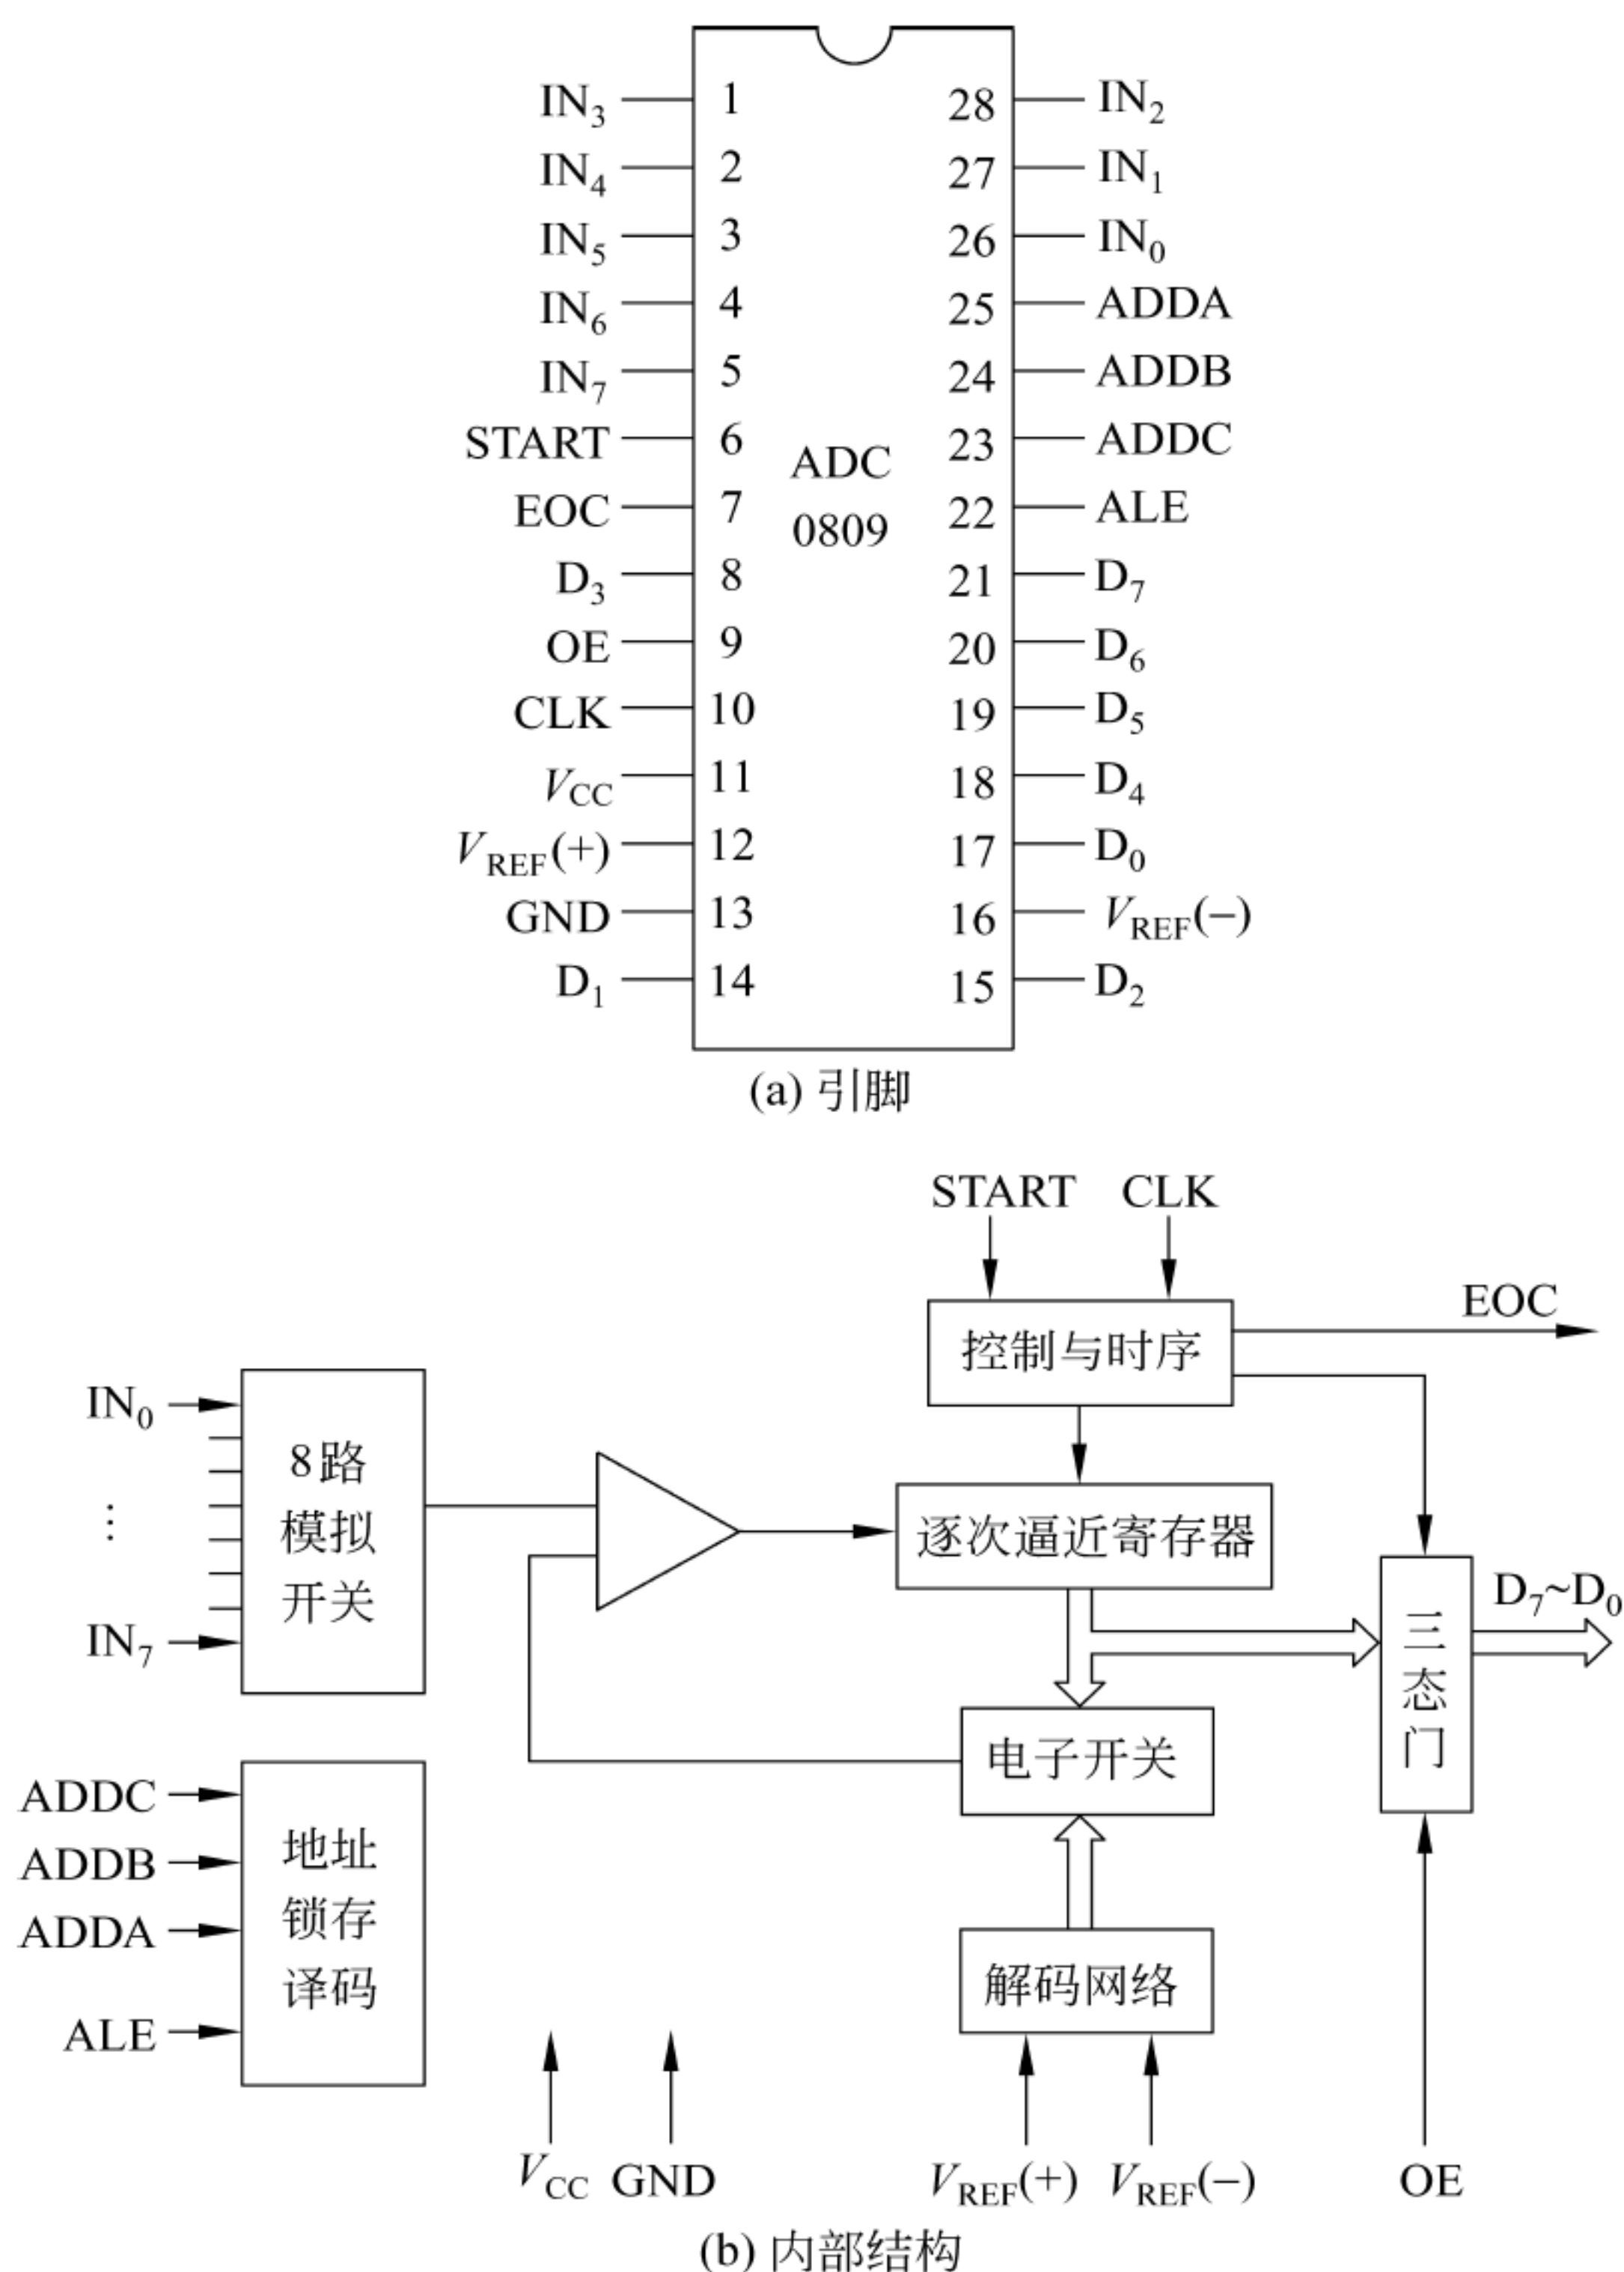 IN3 1 28 IN2
IN4 2 27 IN1
IN5 3 26 IN0
IN6 4 25 ADDA
IN7 5 24 ADDB
START 6 23 ADDC
ADC
EOC 7 22 ALE
0809
D3 8 21 D7
OE 9 20 D6
CLK 10 19 D5
VCC 11 18 D4
VREF(+) 12 17 D0
GND 13 16 VREF(−)
D1 14 15 D2
(a) 引脚
START CLK
EOC
控制与时序
IN0
8路
模拟
开关
⋮
IN7
逐次逼近寄存器
D7~D0
三
态
门
电子开关
ADDC
ADDB
ADDA
ALE
地址
锁存
译码
解码网络
VCC GND VREF(+) VREF(−) OE
(b) 内部结构